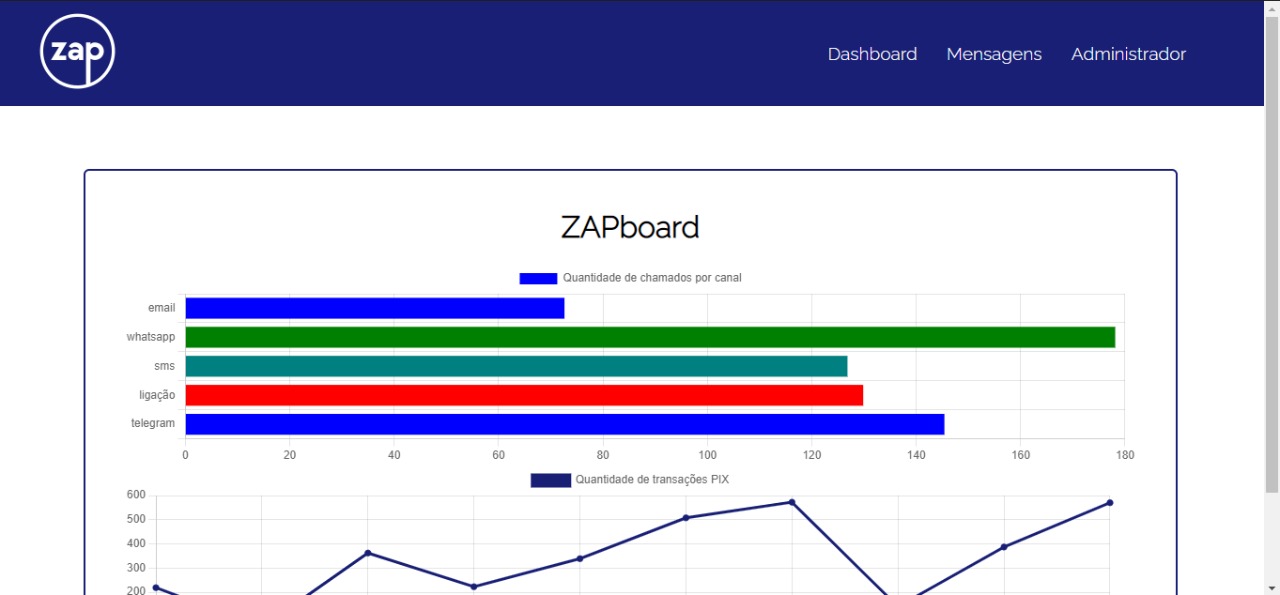 zap
Dashboard Mensagens Administrador
ZAPboard
Quantidade de chamados por canal
email
whatsapp
sms
ligação
telegram
0 20 40 60 80 100 120 140 160 180
Quantidade de transações PIX
600
500
400
300
200